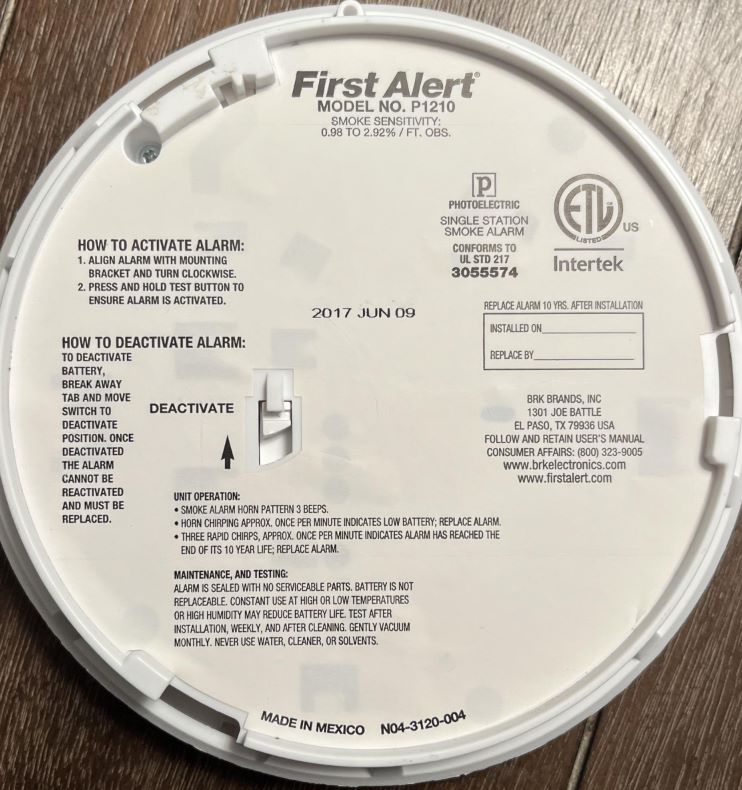 First Alert®
MODEL NO. P1210
SMOKE SENSITIVITY:
0.98 TO 2.92% / FT. OBS.
P
PHOTOELECTRIC
SINGLE STATION
SMOKE ALARM
CONFORMS TO
UL STD 217
3055574
ETL
LISTED
US
Intertek
HOW TO ACTIVATE ALARM:
1. ALIGN ALARM WITH MOUNTING
BRACKET AND TURN CLOCKWISE.
2. PRESS AND HOLD TEST BUTTON TO
ENSURE ALARM IS ACTIVATED.
2017 JUN 09
REPLACE ALARM 10 YRS. AFTER INSTALLATION
INSTALLED ON
REPLACE BY
HOW TO DEACTIVATE ALARM:
TO DEACTIVATE
BATTERY,
BREAK AWAY
TAB AND MOVE
SWITCH TO
DEACTIVATE
POSITION. ONCE
DEACTIVATED
THE ALARM
CANNOT BE
REACTIVATED
AND MUST BE
REPLACED.
DEACTIVATE
BRK BRANDS, INC
1301 JOE BATTLE
EL PASO, TX 79936 USA
FOLLOW AND RETAIN USER'S MANUAL
CONSUMER AFFAIRS: (800) 323-9005
www.brkelectronics.com
www.firstalert.com
UNIT OPERATION:
• SMOKE ALARM HORN PATTERN 3 BEEPS.
• HORN CHIRPING APPROX. ONCE PER MINUTE INDICATES LOW BATTERY; REPLACE ALARM.
• THREE RAPID CHIRPS, APPROX. ONCE PER MINUTE INDICATES ALARM HAS REACHED THE
END OF ITS 10 YEAR LIFE; REPLACE ALARM.
MAINTENANCE, AND TESTING:
ALARM IS SEALED WITH NO SERVICEABLE PARTS. BATTERY IS NOT
REPLACEABLE. CONSTANT USE AT HIGH OR LOW TEMPERATURES
OR HIGH HUMIDITY MAY REDUCE BATTERY LIFE. TEST AFTER
INSTALLATION, WEEKLY, AND AFTER CLEANING. GENTLY VACUUM
MONTHLY. NEVER USE WATER, CLEANER, OR SOLVENTS.
MADE IN MEXICO N04-3120-004